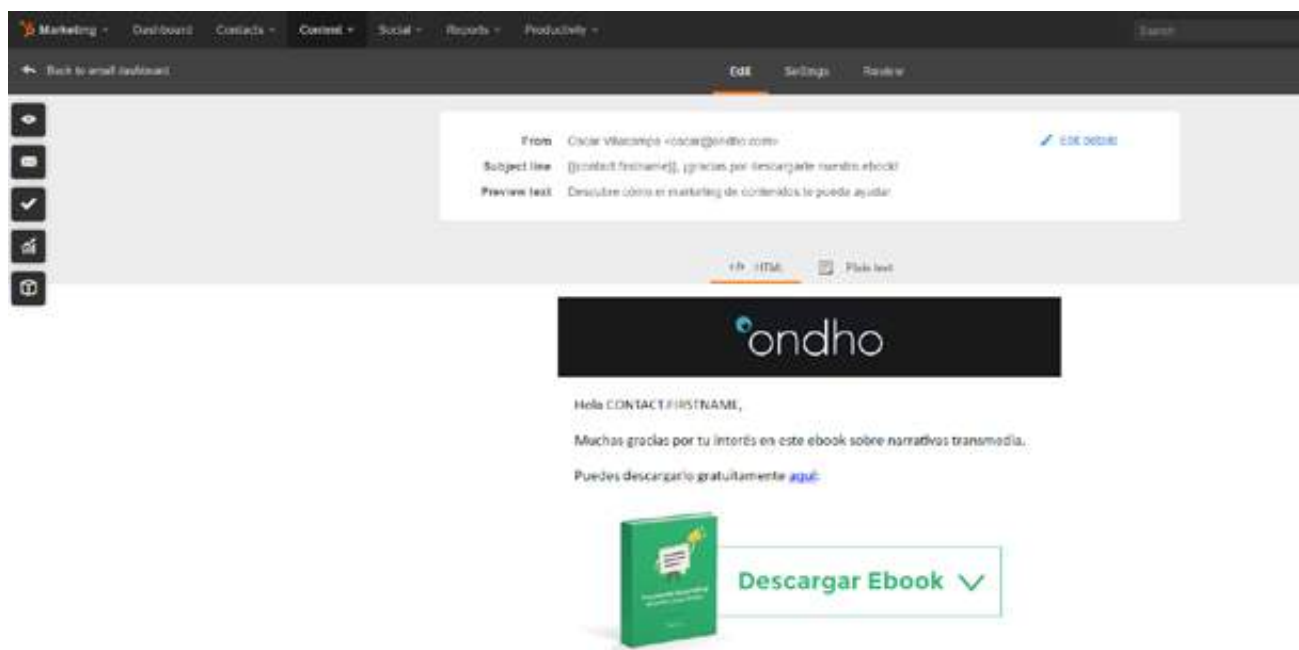 Marketing Dashboard Contacts Content Social Reports Productivity Search
Back to email dashboard Edit Settings Review
From Oscar Villacampa <oscar@ondho.com> Edit details
Subject line {{contact.firstname}}, ¡gracias por descargarte nuestro ebook!
Preview text Descubre cómo el marketing de contenidos te puede ayudar
</> HTML Plain text
ondho
Hola CONTACT.FIRSTNAME,
Muchas gracias por tu interés en este ebook sobre narrativas transmedia.
Puedes descargarlo gratuitamente aquí:
Descargar Ebook